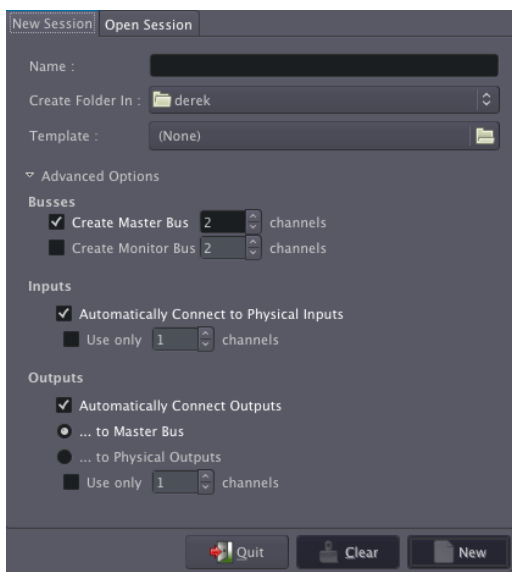 New Session Open Session
Name :
Create Folder In : derek
Template : (None)
Advanced Options
Busses
Create Master Bus 2 channels
Create Monitor Bus 2 channels
Inputs
Automatically Connect to Physical Inputs
Use only 1 channels
Outputs
Automatically Connect Outputs
... to Master Bus
... to Physical Outputs
Use only 1 channels
Quit Clear New